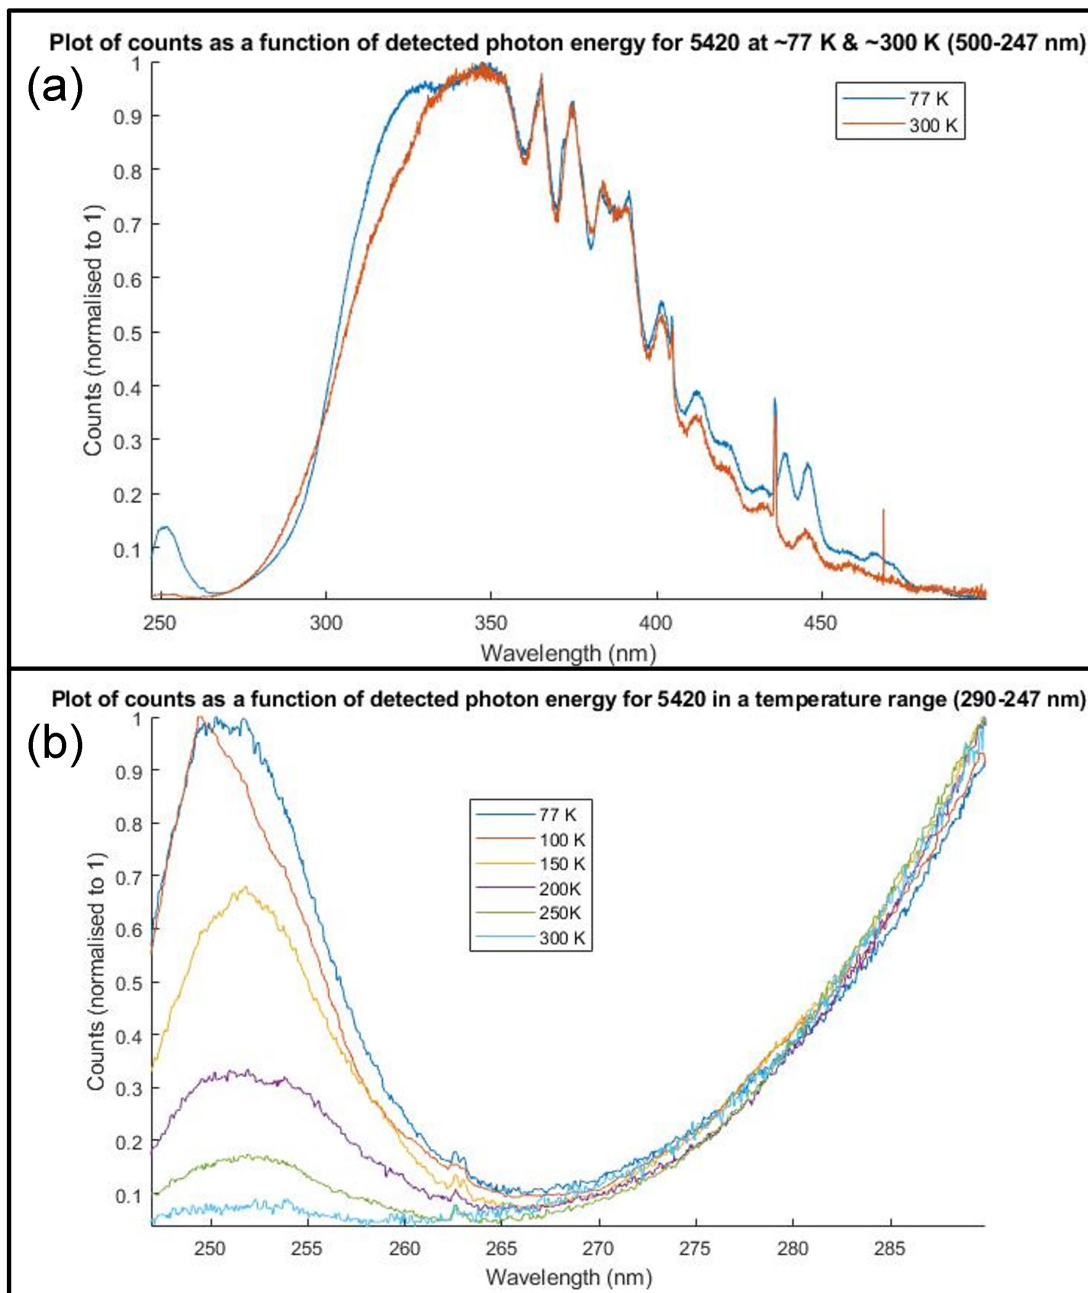 Plot of counts as a function of detected photon energy for 5420 at ~77 K & ~300 K (500-247 nm)
(a)
77 K
300 K
1
0.9
0.8
0.7
0.6
0.5
0.4
0.3
0.2
0.1
Counts (normalised to 1)
250 300 350 400 450
Wavelength (nm)
Plot of counts as a function of detected photon energy for 5420 in a temperature range (290-247 nm)
(b)
77 K
100 K
150 K
200K
250K
300 K
1
0.9
0.8
0.7
0.6
0.5
0.4
0.3
0.2
0.1
Counts (normalised to 1)
250 255 260 265 270 275 280 285
Wavelength (nm)